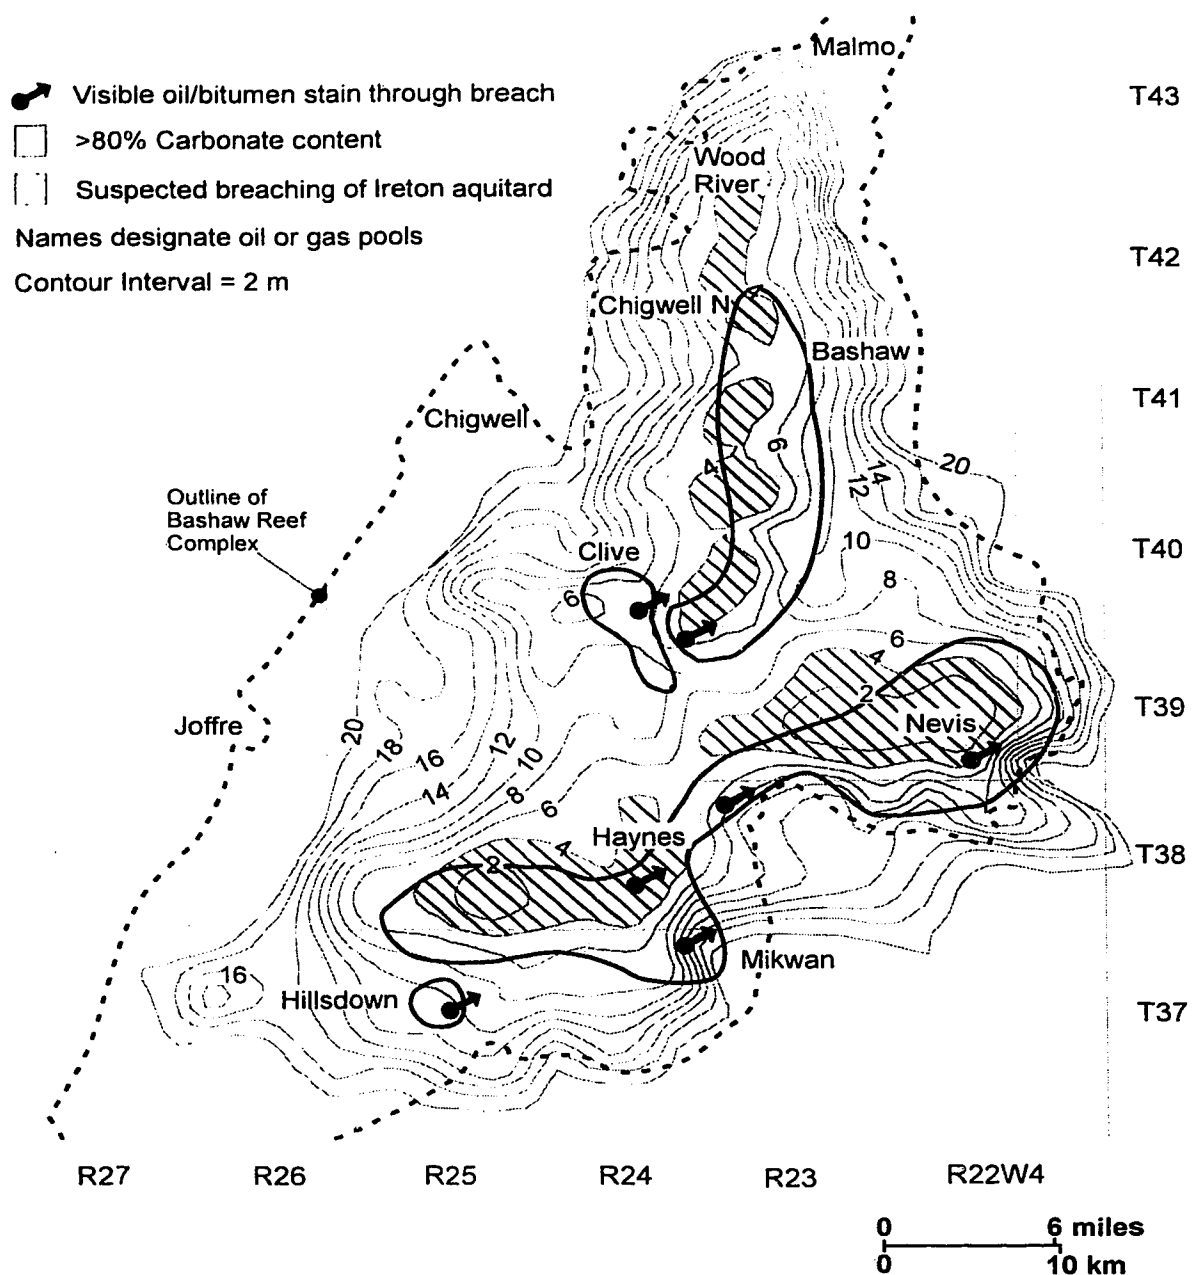 Malmo
Visible oil/bitumen stain through breach
T43
>80% Carbonate content
Wood
River
Suspected breaching of Ireton aquitard
Names designate oil or gas pools
T42
Contour Interval = 2 m
Chigwell N
4
Bashaw
T41
Chigwell
6
4
20
14
12
Outline of
Bashaw Reef
Complex
Clive
10
T40
6
8
6
4
2
T39
Joffre
Nevis
20
18
16
12
10
14
8
6
Haynes
4
T38
2
16
Mikwan
Hillsdown
T37
R27
R26
R25
R24
R23
R22W4
0
6 miles
0
10 km